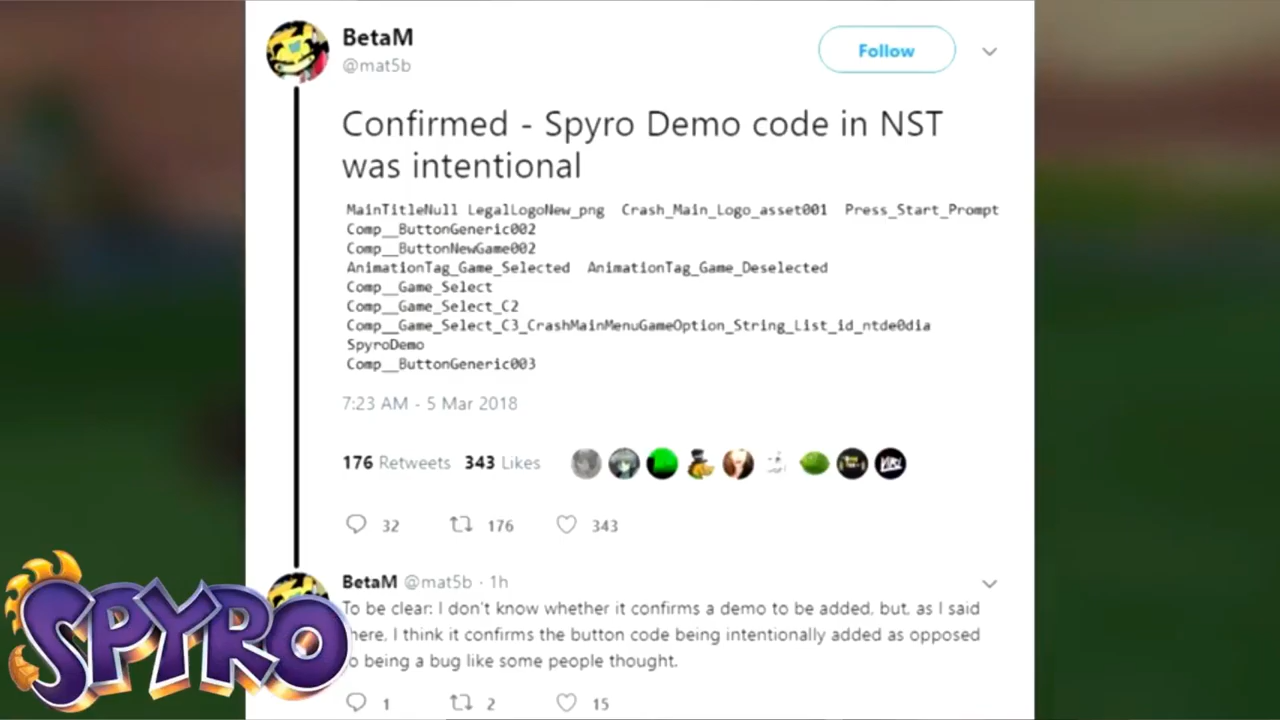 BetaM
@mat5b
Follow
Confirmed - Spyro Demo code in NST
was intentional
MainTitleNull LegalLogoNew_png Crash_Main_Logo_asset001 Press_Start_Prompt
Comp__ButtonGeneric002
Comp__ButtonNewGame002
AnimationTag_Game_Selected AnimationTag_Game_Deselected
Comp__Game_Select
Comp__Game_Select_C2
Comp__Game_Select_C3_CrashMainMenuGameOption_String_List_id_ntde0dia
SpyroDemo
Comp__ButtonGeneric003
7:23 AM - 5 Mar 2018
176 Retweets 343 Likes
32 176 343
BetaM @mat5b · 1h
To be clear: I don't know whether it confirms a demo to be added, but, as I said
here, I think it confirms the button code being intentionally added as opposed
to being a bug like some people thought.
1 2 15
SPYRO